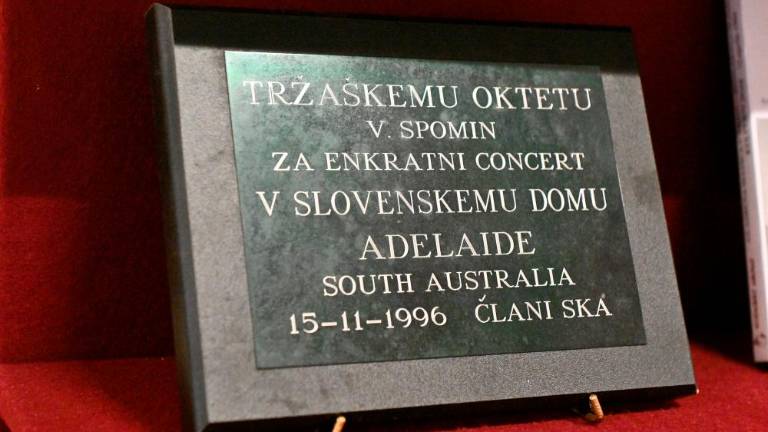 TRŽAŠKEMU OKTETU
V. SPOMIN
ZA ENKRATNI CONCERT
V SLOVENSKEMU DOMU
ADELAIDE
SOUTH AUSTRALIA
15-11-1996 ČLANI SKA